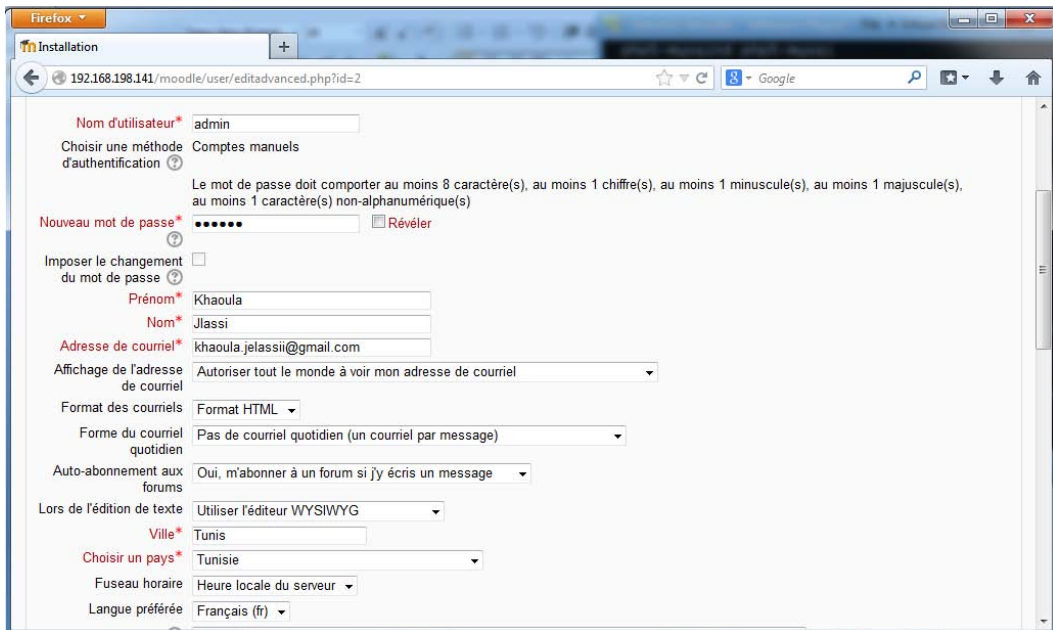 Firefox
Installation
192.168.198.141/moodle/user/editadvanced.php?id=2
Google
Nom d'utilisateur* admin
Choisir une méthode d'authentification Comptes manuels
Le mot de passe doit comporter au moins 8 caractère(s), au moins 1 chiffre(s), au moins 1 minuscule(s), au moins 1 majuscule(s),
au moins 1 caractère(s) non-alphanumérique(s)
Nouveau mot de passe* •••••• Révéler
Imposer le changement
du mot de passe
Prénom* Khaoula
Nom* Jlassi
Adresse de courriel* khaoula.jelassii@gmail.com
Affichage de l'adresse
de courriel Autoriser tout le monde à voir mon adresse de courriel
Format des courriels Format HTML
Forme du courriel
quotidien Pas de courriel quotidien (un courriel par message)
Auto-abonnement aux
forums Oui, m'abonner à un forum si j'y écris un message
Lors de l'édition de texte Utiliser l'éditeur WYSIWYG
Ville* Tunis
Choisir un pays* Tunisie
Fuseau horaire Heure locale du serveur
Langue préférée Français (fr)